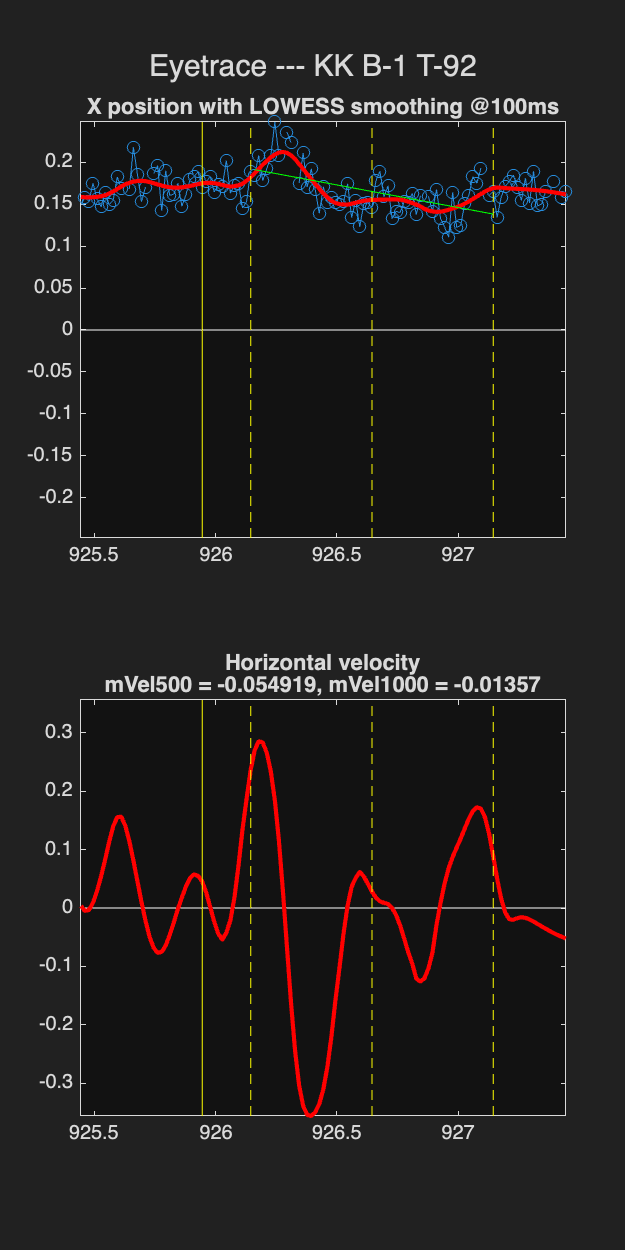 Eyetrace --- KK B-1 T-92
X position with LOWESS smoothing @100ms
0.2
0.15
0.1
0.05
0
-0.05
-0.1
-0.15
-0.2
925.5 926 926.5 927
Horizontal velocity
mVel500 = -0.054919, mVel1000 = -0.01357
0.3
0.2
0.1
0
-0.1
-0.2
-0.3
925.5 926 926.5 927